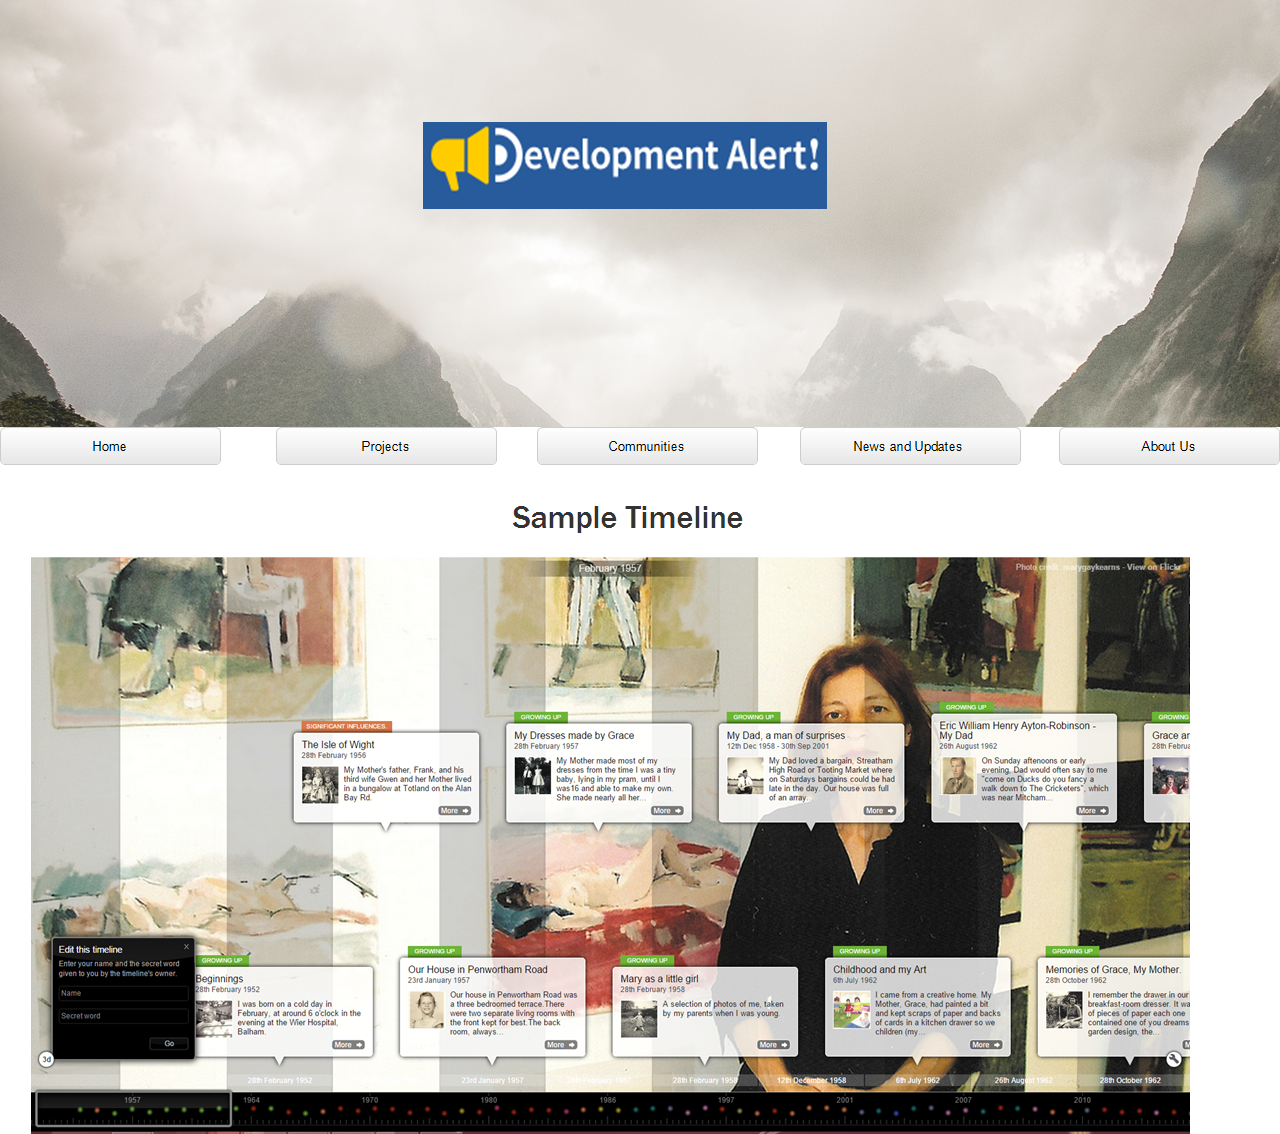 Development Alert!
Home
Projects
Communities
News and Updates
About Us
Sample Timeline
February 1957
Photo credit: marygaykearns - View on Flickr
SIGNIFICANT INFLUENCES.
The Isle of Wight
28th February 1956
My Mother's father, Frank, and his
third wife Gwen and her Mother lived
in a bungalow at Totland on the Alan
Bay Rd.
More
GROWING UP
My Dresses made by Grace
28th February 1957
My Mother made most of my
dresses from the time I was a tiny
baby, lying in my pram, until I
was16 and able to make my own.
She made nearly all her...
More
GROWING UP
My Dad, a man of surprises
12th Dec 1958 - 30th Sep 2001
My Dad loved a bargain. Streatham
High Road or Tooting Market where
on Saturdays bargains could be had
late in the day. Our house was full
of an array...
More
GROWING UP
Eric William Henry Ayton-Robinson -
My Dad
26th August 1962
On Sunday afternoons or early
evening, Dad would often say to me
"come on Ducks do you fancy a
walk down to The Cricketers", which
was near Mitcham...
More
GROWING
Grace
28th
Edit this timeline
X
Enter your name and the secret word
given to you by the timeline's owner.
Name
Secret word
Go
GROWING UP
Beginnings
28th February 1952
I was born on a cold day in
February, at around 6 o'clock in the
evening at the Wier Hospital,
Balham.
More
GROWING UP
Our House in Penwortham Road
23rd January 1957
Our house in Penwortham Road was
a three bedroomed terrace.There
were two separate living rooms with
the front kept for best.The back
room, always...
More
GROWING UP
Mary as a little girl
28th February 1958
A selection of photos of me, taken
by my parents when I was young.
More
GROWING UP
Childhood and my Art
6th July 1962
I came from a creative home. My
Mother, Grace, had painted a bit
and kept scraps of paper and backs
of cards in a kitchen drawer so we
children (my...
More
GROWING UP
Memories of Grace, My Mother.
28th October 1962
I remember the drawer in our
breakfast-room dresser. It wa
of pieces of paper each one
contained one of you dreams
garden design, the...
3d
28th February 1952
23rd January 1957
28th February 1958
12th December 1958
6th July 1962
26th August 1962
28th October 1962
1957
1964
1970
1980
1986
1997
2001
2007
2010